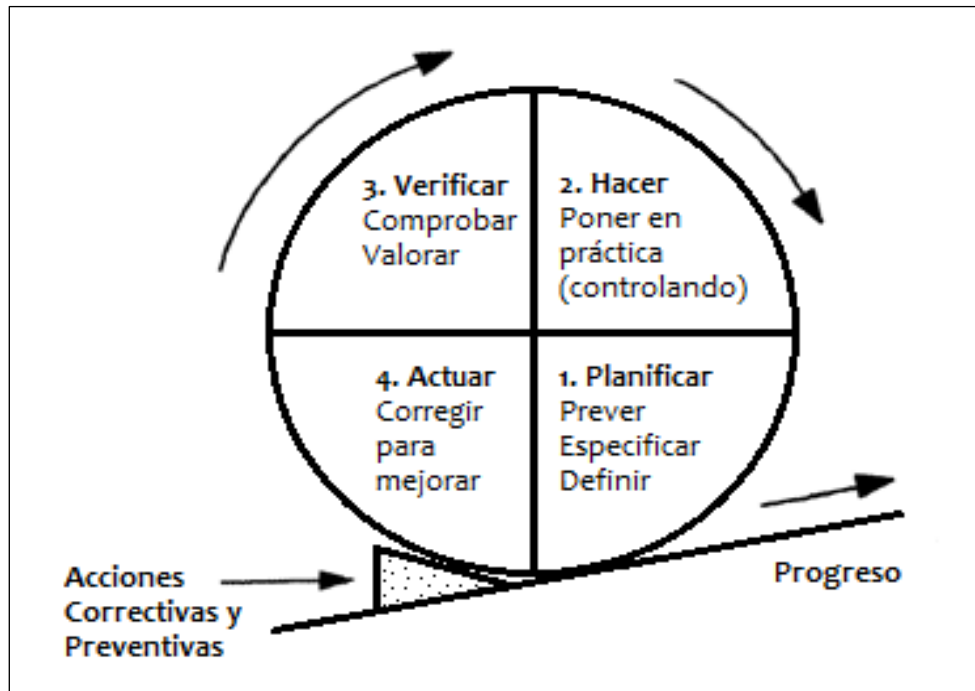 3. Verificar
Comprobar
Valorar
2. Hacer
Poner en
práctica
(controlando)
4. Actuar
Corregir
para
mejorar
1. Planificar
Prever
Especificar
Definir
Acciones
Correctivas y
Preventivas
Progreso